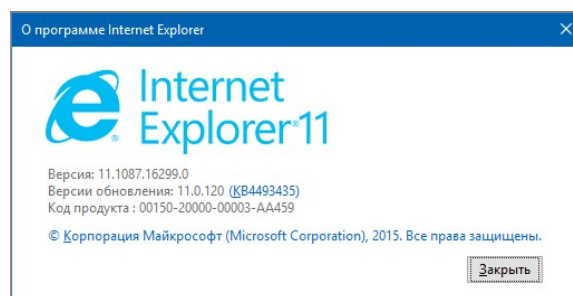 О программе Internet Explorer
Internet
Explorer®11
Версия: 11.1087.16299.0
Версии обновления: 11.0.120 (KB4493435)
Код продукта : 00150-20000-00003-AA459
© Корпорация Майкрософт (Microsoft Corporation), 2015. Все права защищены.
Закрыть